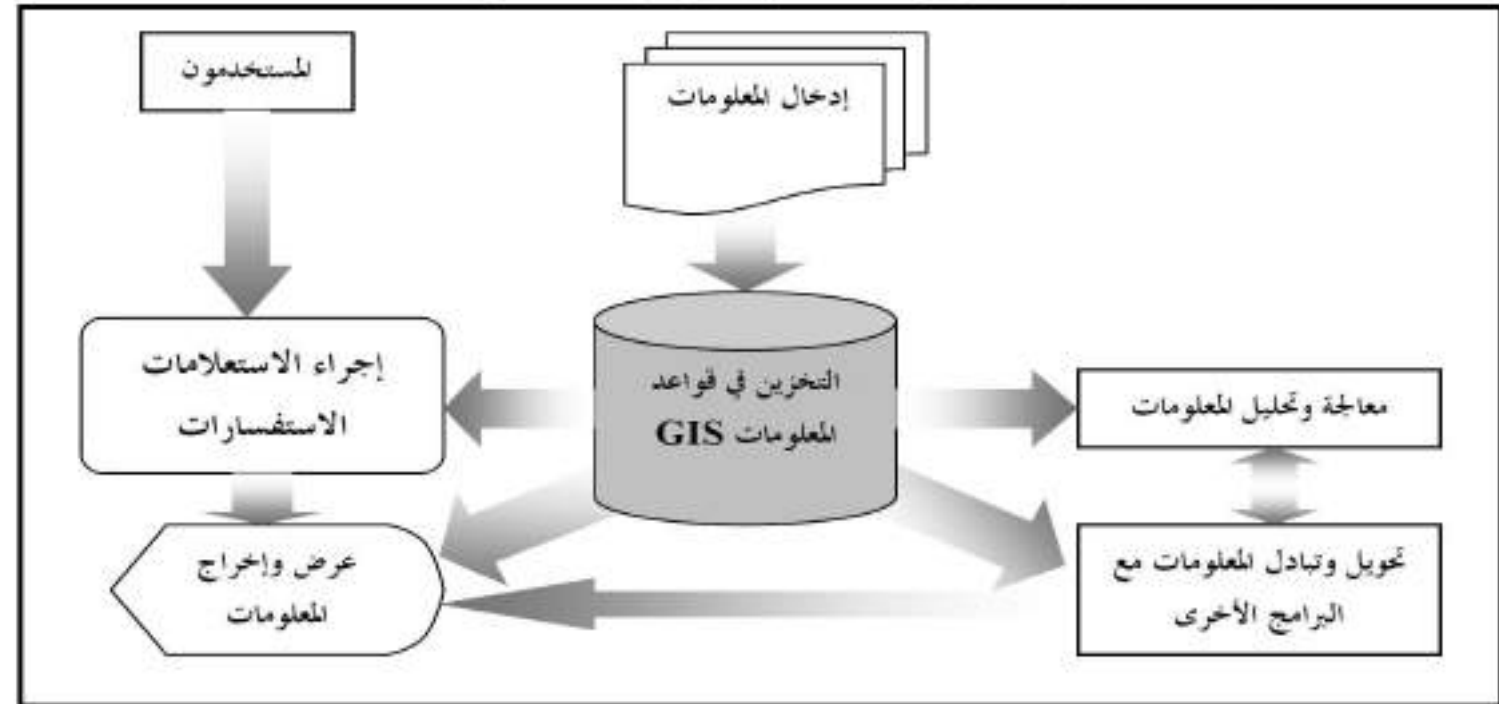 المستخدمون
إدخال المعلومات
إجراء الاستعلامات
الاستفسارات
التخزين في قواعد
المعلومات GIS
معالجة وتحليل المعلومات
عرض وإخراج
المعلومات
تحويل وتبادل المعلومات مع
البرامج الأخرى